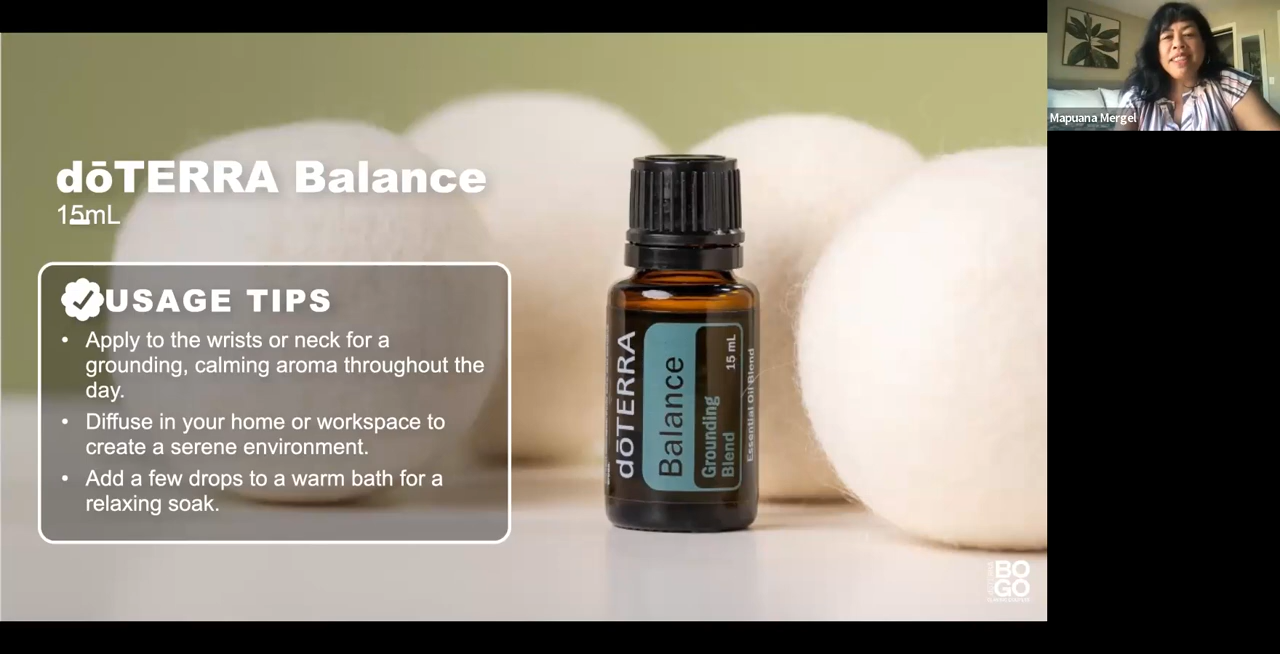 dōTERRA Balance
15mL
USAGE TIPS
• Apply to the wrists or neck for a
grounding, calming aroma throughout the
day.
• Diffuse in your home or workspace to
create a serene environment.
• Add a few drops to a warm bath for a
relaxing soak.
dōTERRA
Balance
Grounding
Blend
15 mL
Essential Oil Blend
BO
GO
Mapuana Mergel